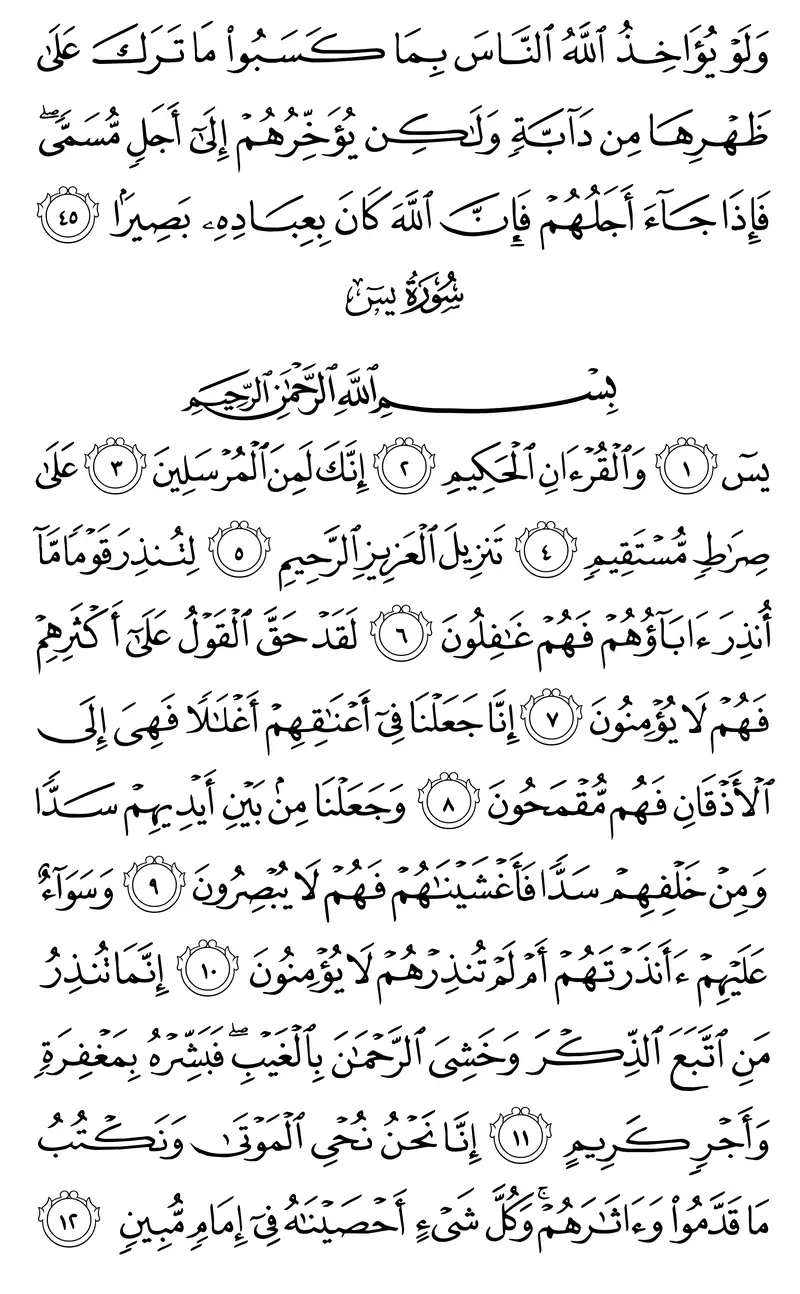 وَلَوْ يُؤَاخِذُ ٱللَّهُ ٱلنَّاسَ بِمَا كَسَبُوا۟ مَا تَرَكَ عَلَىٰ
ظَهْرِهَا مِن دَآبَّةٍ وَلَـٰكِن يُؤَخِّرُهُمْ إِلَىٰٓ أَجَلٍ مُّسَمًّى ۖ
فَإِذَا جَآءَ أَجَلُهُمْ فَإِنَّ ٱللَّهَ كَانَ بِعِبَادِهِۦ بَصِيرًۢا ٤٥
سُورَةُ يسٓ
بِسْمِ ٱللَّهِ ٱلرَّحْمَـٰنِ ٱلرَّحِيمِ
يسٓ ١ وَٱلْقُرْءَانِ ٱلْحَكِيمِ ٢ إِنَّكَ لَمِنَ ٱلْمُرْسَلِينَ ٣ عَلَىٰ
صِرَٰطٍ مُّسْتَقِيمٍ ٤ تَنزِيلَ ٱلْعَزِيزِ ٱلرَّحِيمِ ٥ لِتُنذِرَ قَوْمًا مَّآ
أُنذِرَ ءَابَآؤُهُمْ فَهُمْ غَـٰفِلُونَ ٦ لَقَدْ حَقَّ ٱلْقَوْلُ عَلَىٰٓ أَكْثَرِهِمْ
فَهُمْ لَا يُؤْمِنُونَ ٧ إِنَّا جَعَلْنَا فِىٓ أَعْنَـٰقِهِمْ أَغْلَـٰلًا فَهِىَ إِلَى
ٱلْأَذْقَانِ فَهُم مُّقْمَحُونَ ٨ وَجَعَلْنَا مِنۢ بَيْنِ أَيْدِيهِمْ سَدًّا
وَمِنْ خَلْفِهِمْ سَدًّا فَأَغْشَيْنَـٰهُمْ فَهُمْ لَا يُبْصِرُونَ ٩ وَسَوَآءٌ
عَلَيْهِمْ ءَأَنذَرْتَهُمْ أَمْ لَمْ تُنذِرْهُمْ لَا يُؤْمِنُونَ ١٠ إِنَّمَا تُنذِرُ
مَنِ ٱتَّبَعَ ٱلذِّكْرَ وَخَشِىَ ٱلرَّحْمَـٰنَ بِٱلْغَيْبِ ۖ فَبَشِّرْهُ بِمَغْفِرَةٍ
وَأَجْرٍ كَرِيمٍ ١١ إِنَّا نَحْنُ نُحْىِ ٱلْمَوْتَىٰ وَنَكْتُبُ
مَا قَدَّمُوا۟ وَءَاثَـٰرَهُمْ ۚ وَكُلَّ شَىْءٍ أَحْصَيْنَـٰهُ فِىٓ إِمَامٍ مُّبِينٍ ١٢